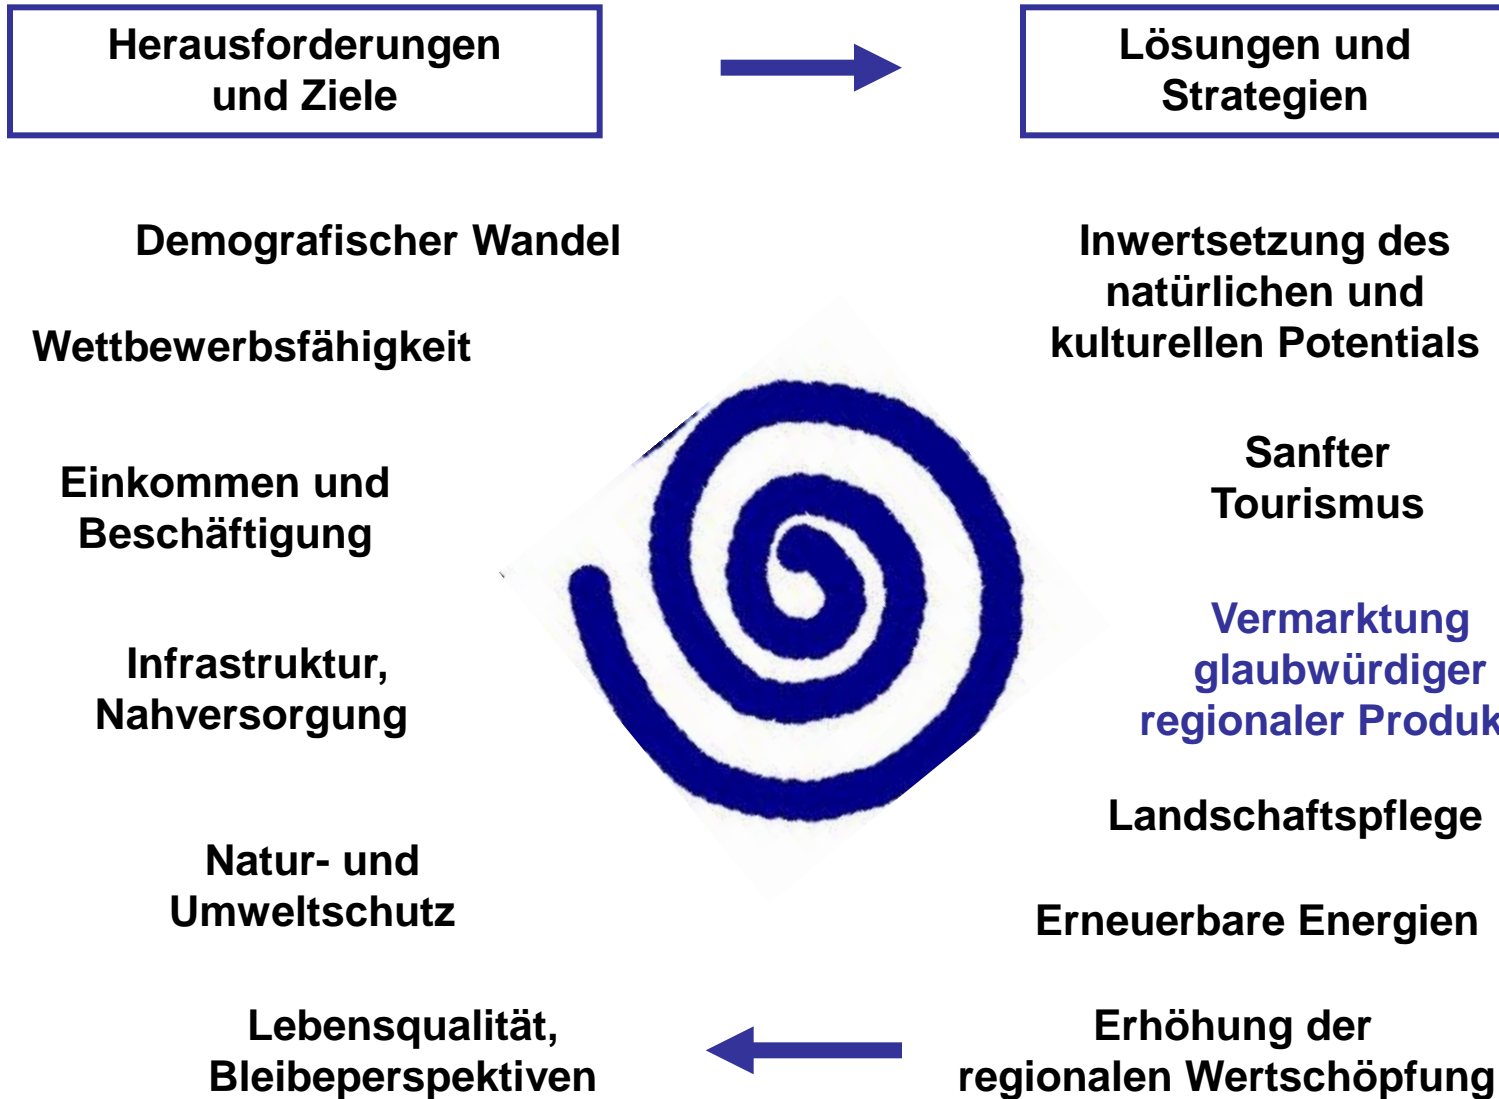 Herausforderungen
und Ziele
Lösungen und
Strategien
Demografischer Wandel
Wettbewerbsfähigkeit
Einkommen und
Beschäftigung
Infrastruktur,
Nahversorgung
Natur- und
Umweltschutz
Lebensqualität,
Bleibeperspektiven
Inwertsetzung des
natürlichen und
kulturellen Potentials
Sanfter
Tourismus
Vermarktung
glaubwürdiger
regionaler
Landschaftspflege
Erneuerbare Energien
Erhöhung der
regionalen Wertschöpfung